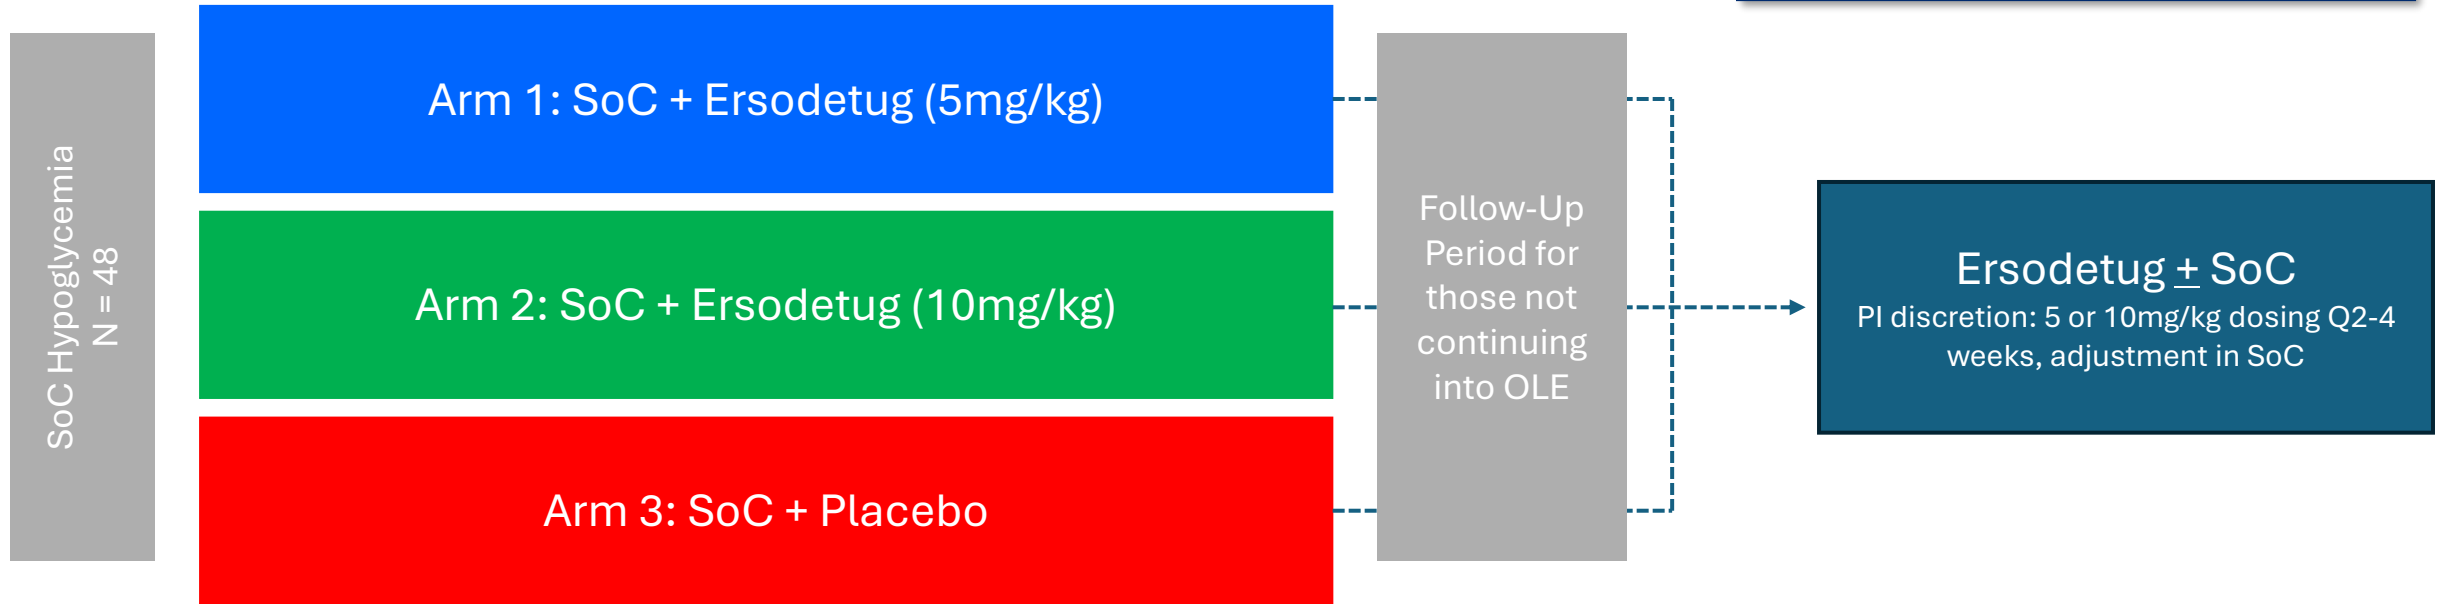 SoC Hypoglycemia
N = 48
Arm 1: SoC + Ersodetug (5mg/kg)
Arm 2: SoC + Ersodetug (10mg/kg)
Arm 3: SoC + Placebo
Follow-Up
Period for
those not
continuing
into OLE
Ersodetug ± SoC
PI discretion: 5 or 10mg/kg dosing Q2-4
weeks, adjustment in SoC